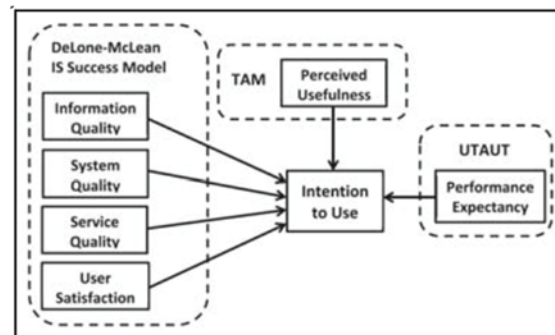 DeLone-McLean
IS Success Model
Information
Quality
System
Quality
Service
Quality
User
Satisfaction
TAM
Perceived
Usefulness
Intention
to Use
UTAUT
Performance
Expectancy